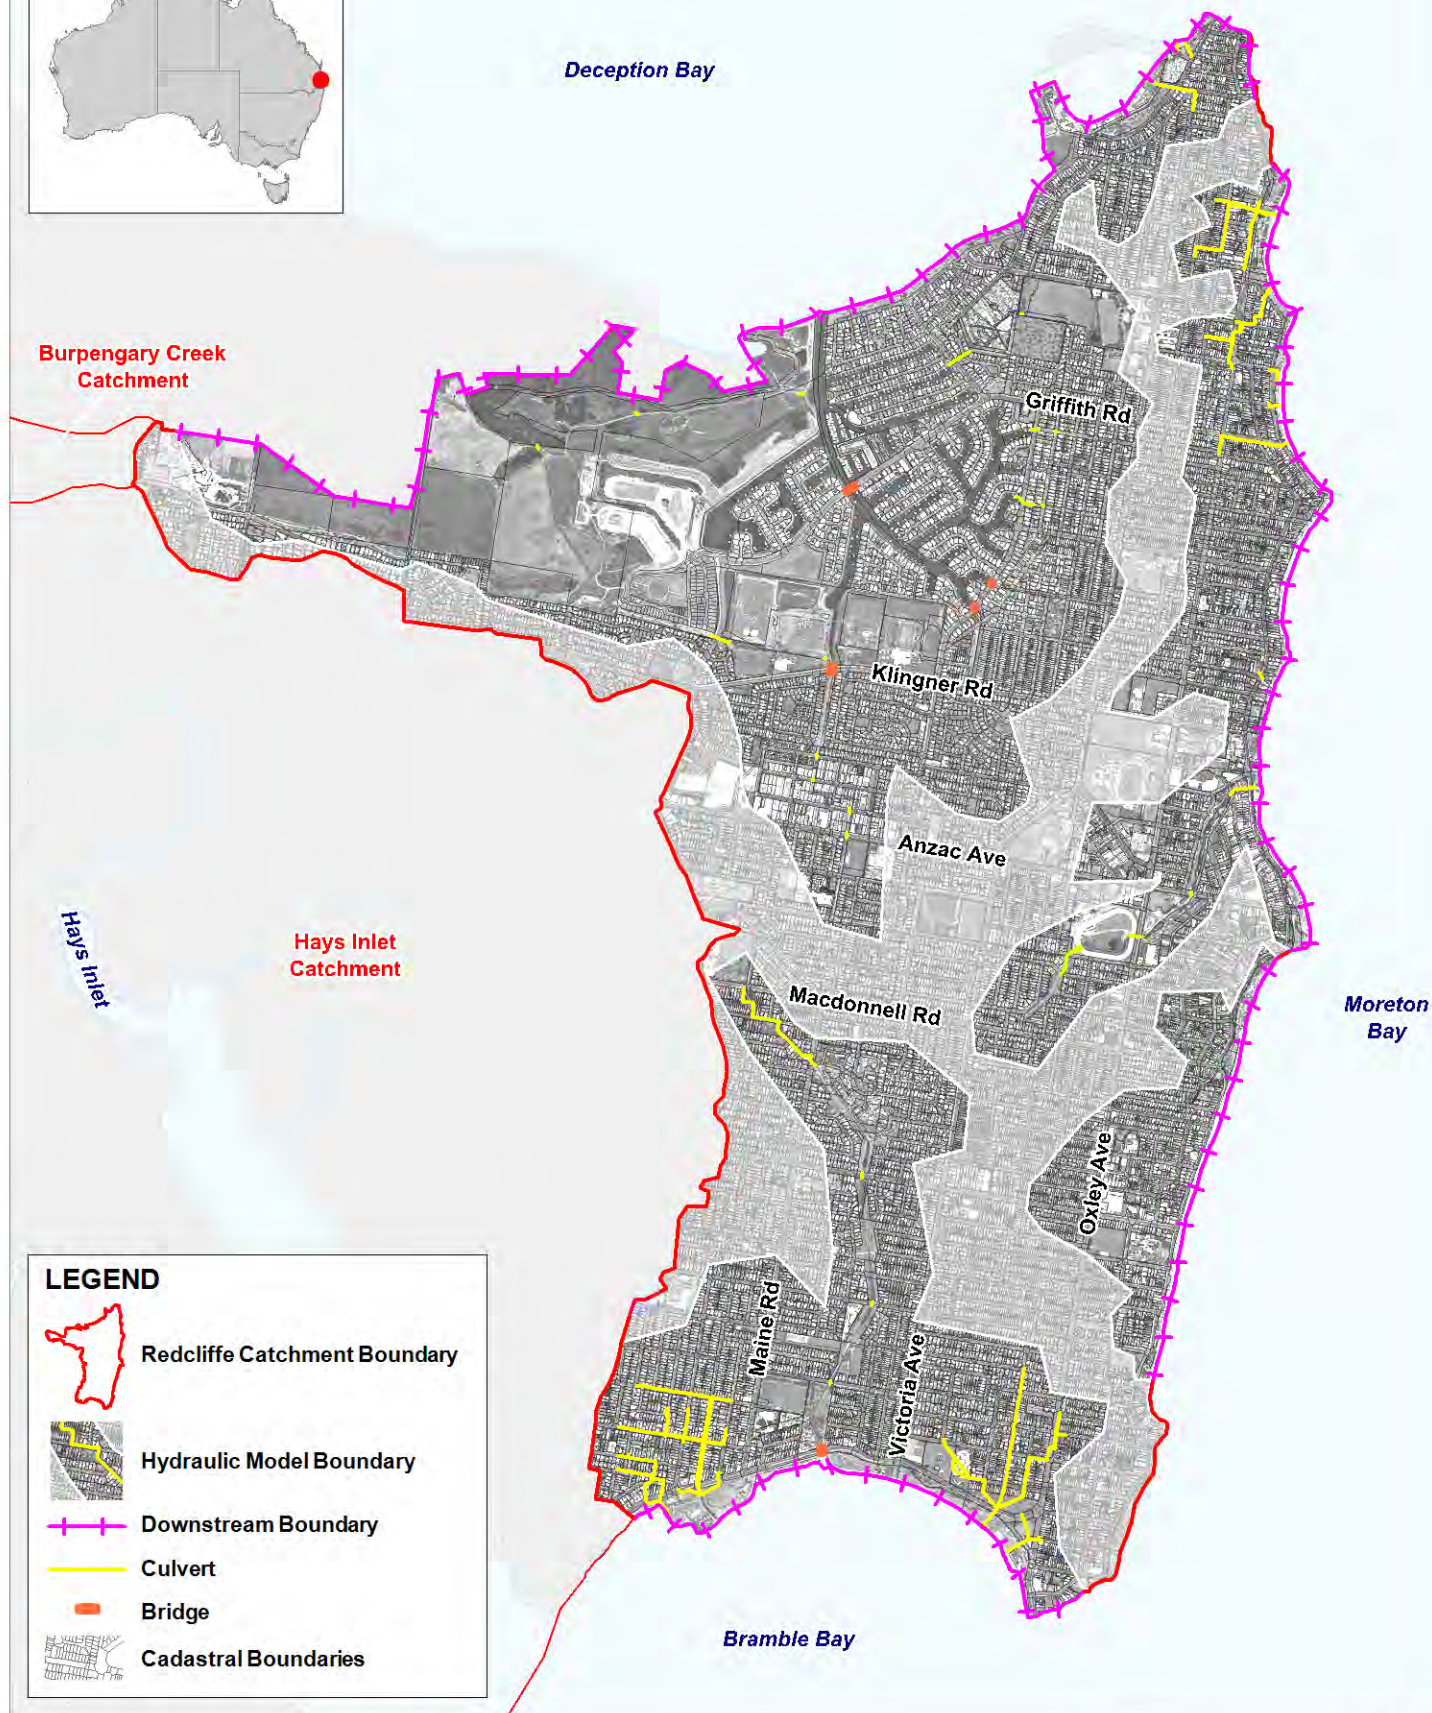 Deception Bay
Burpengary Creek
Catchment
Griffith Rd
Klingner Rd
Anzac Ave
Hays Inlet
Hays Inlet
Catchment
Macdonnell Rd
Moreton
Bay
Oxley Ave
Maine Rd
Victoria Ave
Bramble Bay
LEGEND
Redcliffe Catchment Boundary
Hydraulic Model Boundary
Downstream Boundary
Culvert
Bridge
Cadastral Boundaries